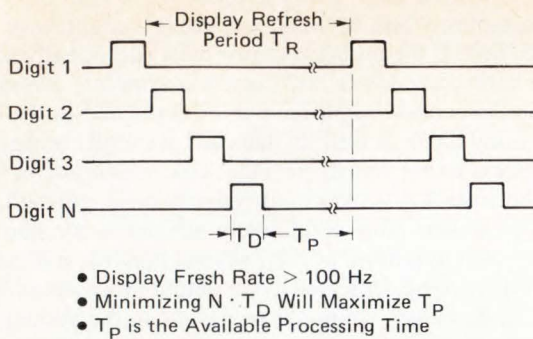 Display Refresh
Period T_R
Digit 1
Digit 2
Digit 3
Digit N
T_D T_P
• Display Fresh Rate > 100 Hz
• Minimizing N · T_D Will Maximize T_P
• T_P is the Available Processing Time